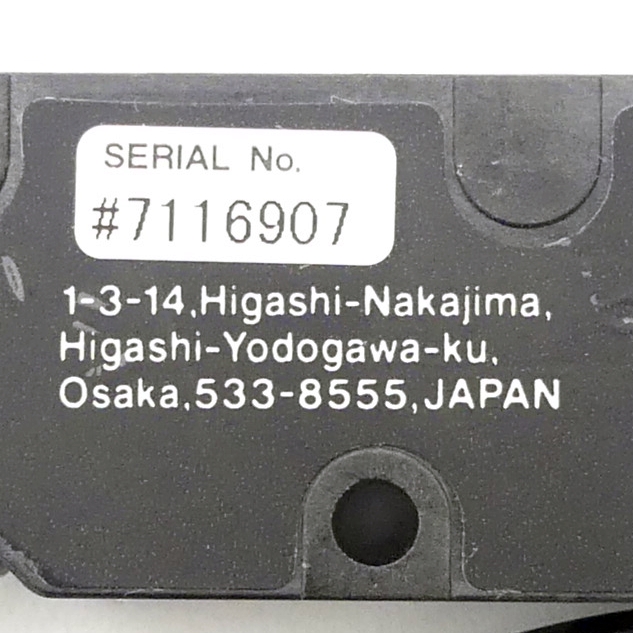 SERIAL No.
#7116907
1-3-14,Higashi-Nakajima,
Higashi-Yodogawa-ku,
Osaka,533-8555,JAPAN